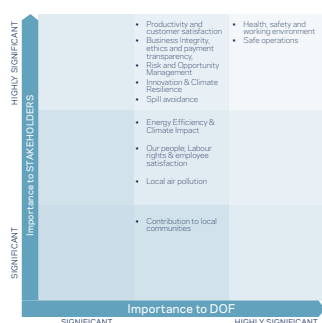 HIGHLY SIGNIFICANT
Importance to STAKEHOLDERS
SIGNIFICANT
• Productivity and
customer satisfaction
• Business Integrity,
ethics and payment
transparency,
• Risk and Opportunity
Management
• Innovation & Climate
Resilience
• Spill avoidance
• Health, safety and
working environment
• Safe operations
• Energy Efficiency &
Climate Impact
• Our people, Labour
rights & employee
satisfaction
• Local air pollution
• Contribution to local
communities
Importance to DOF
SIGNIFICANT
HIGHLY SIGNIFICANT